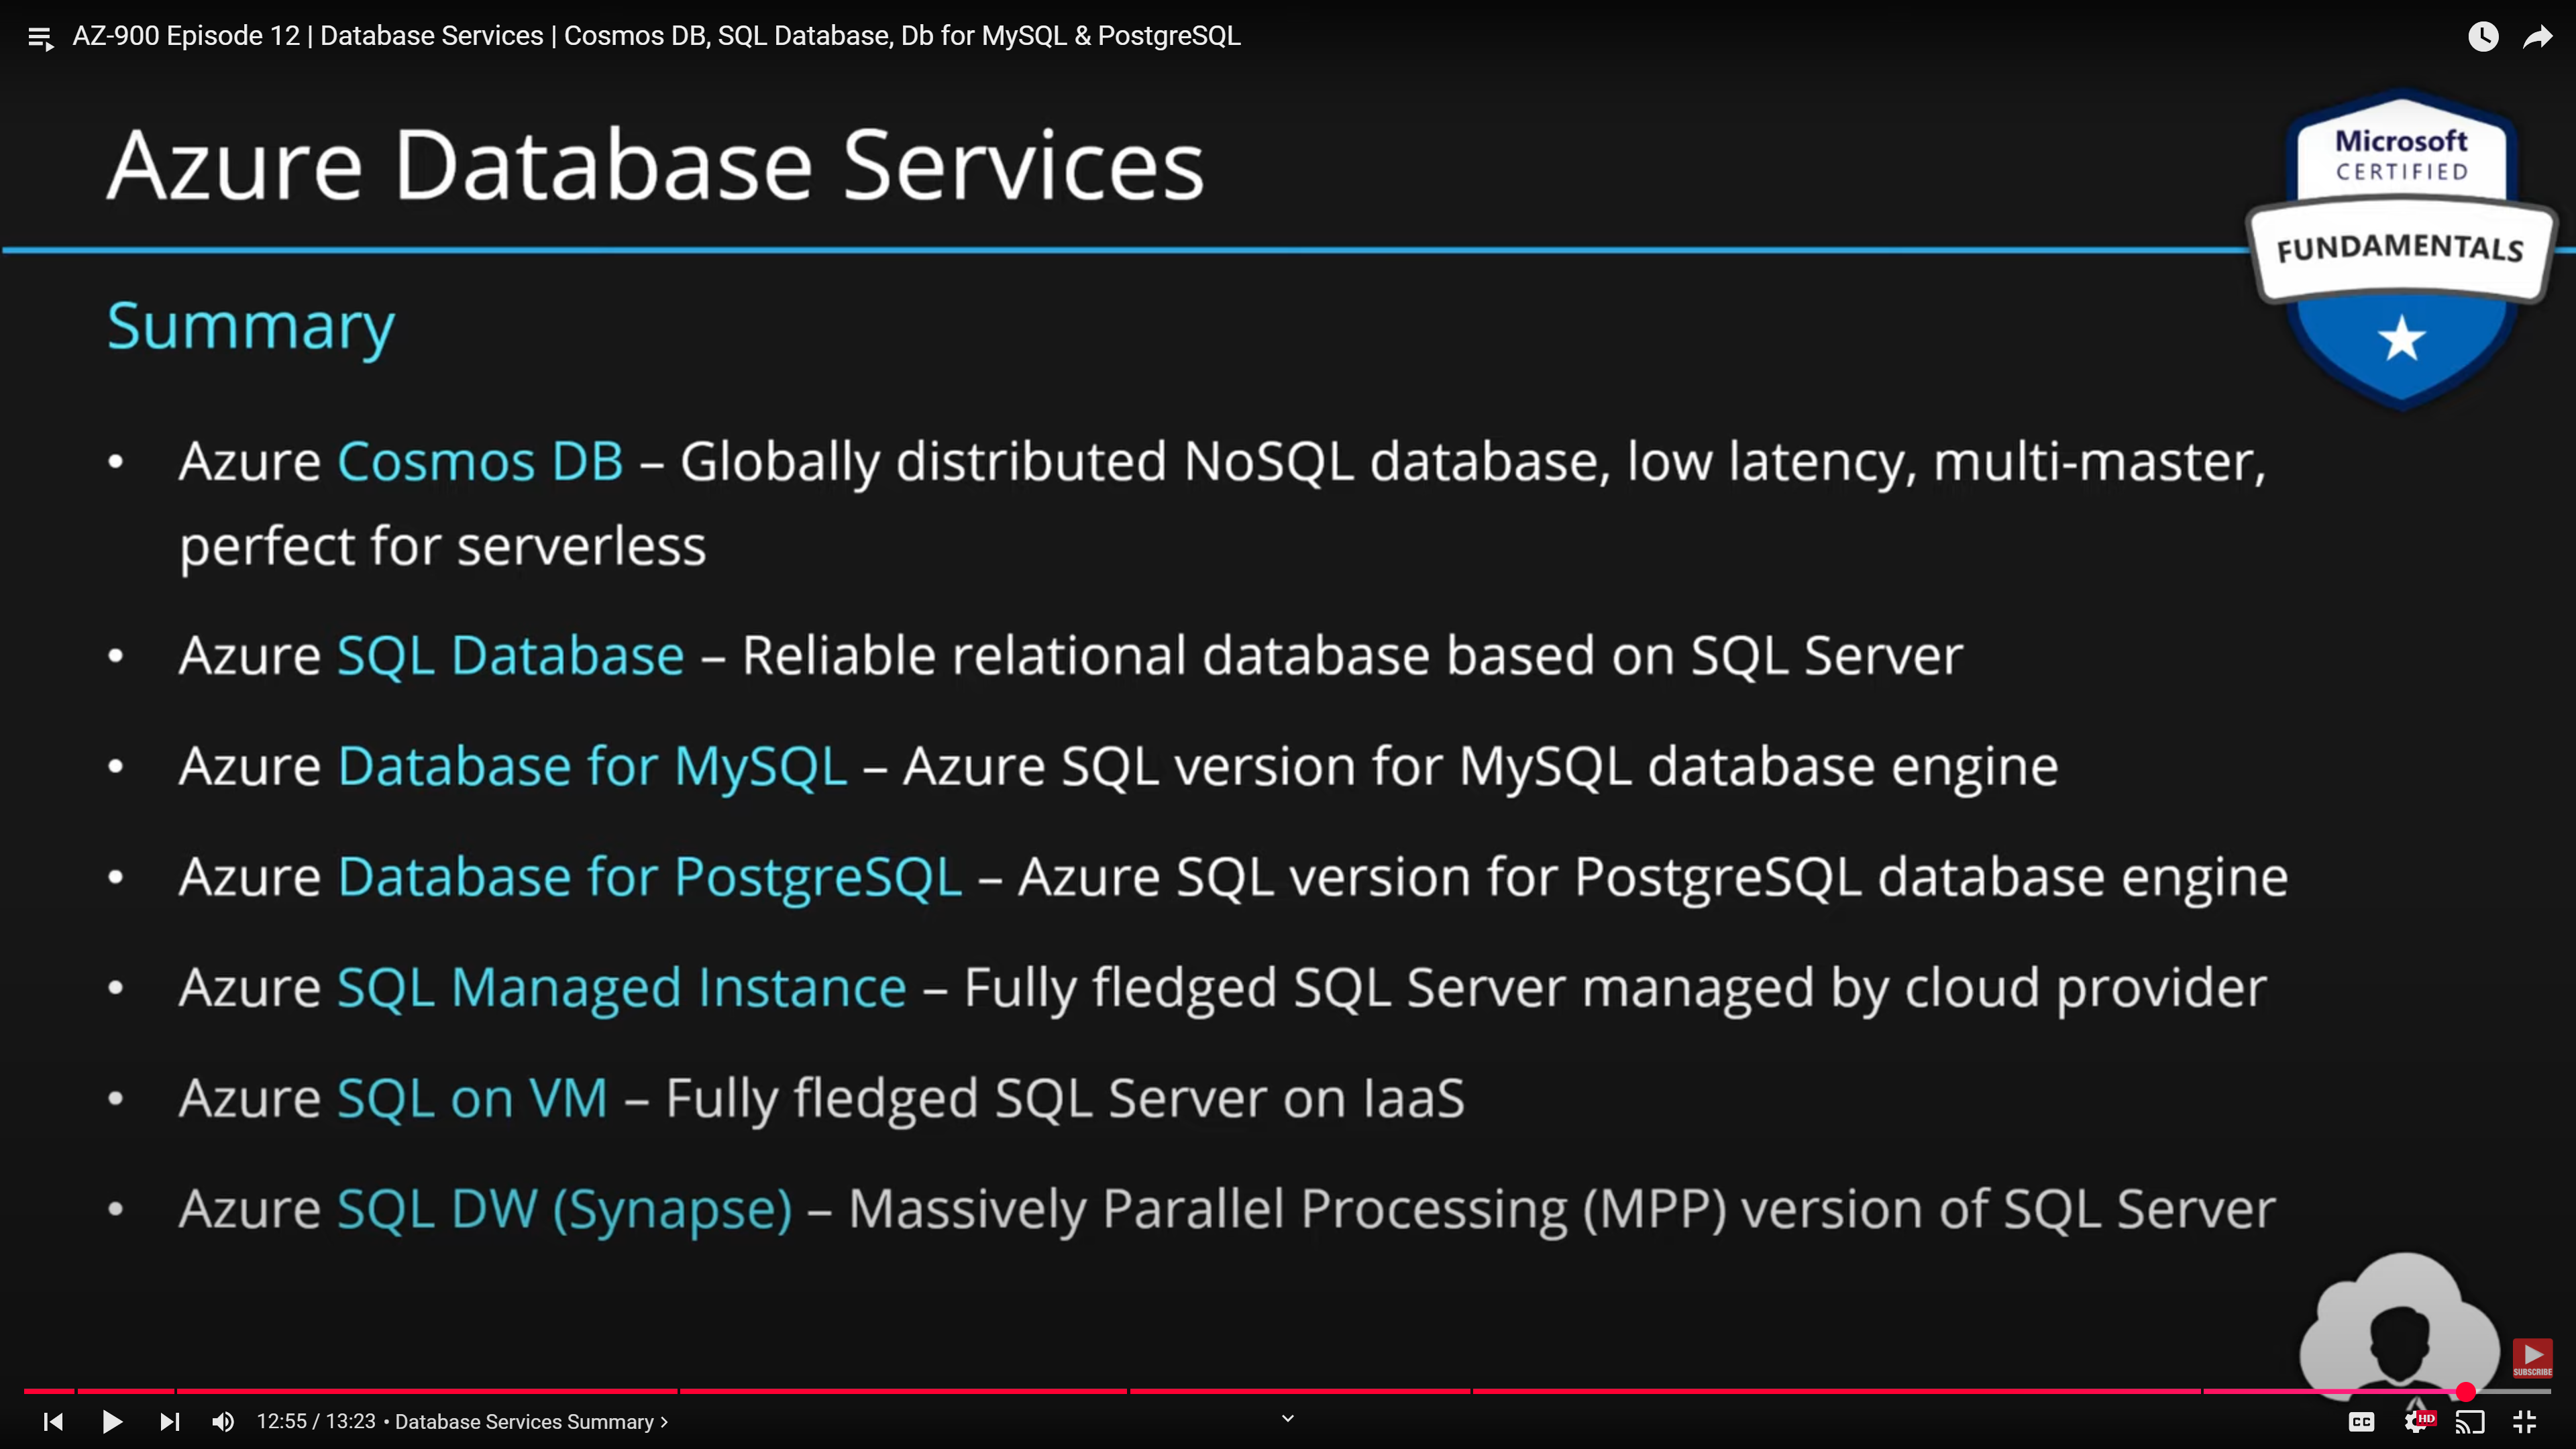 AZ-900 Episode 12 | Database Services | Cosmos DB, SQL Database, Db for MySQL & PostgreSQL
Azure Database Services
Microsoft
CERTIFIED
FUNDAMENTALS
Summary
• Azure Cosmos DB – Globally distributed NoSQL database, low latency, multi-master,
perfect for serverless
• Azure SQL Database – Reliable relational database based on SQL Server
• Azure Database for MySQL – Azure SQL version for MySQL database engine
• Azure Database for PostgreSQL – Azure SQL version for PostgreSQL database engine
• Azure SQL Managed Instance – Fully fledged SQL Server managed by cloud provider
• Azure SQL on VM – Fully fledged SQL Server on IaaS
• Azure SQL DW (Synapse) – Massively Parallel Processing (MPP) version of SQL Server
SUBSCRIBE
12:55 / 13:23 • Database Services Summary ›
CC
HD